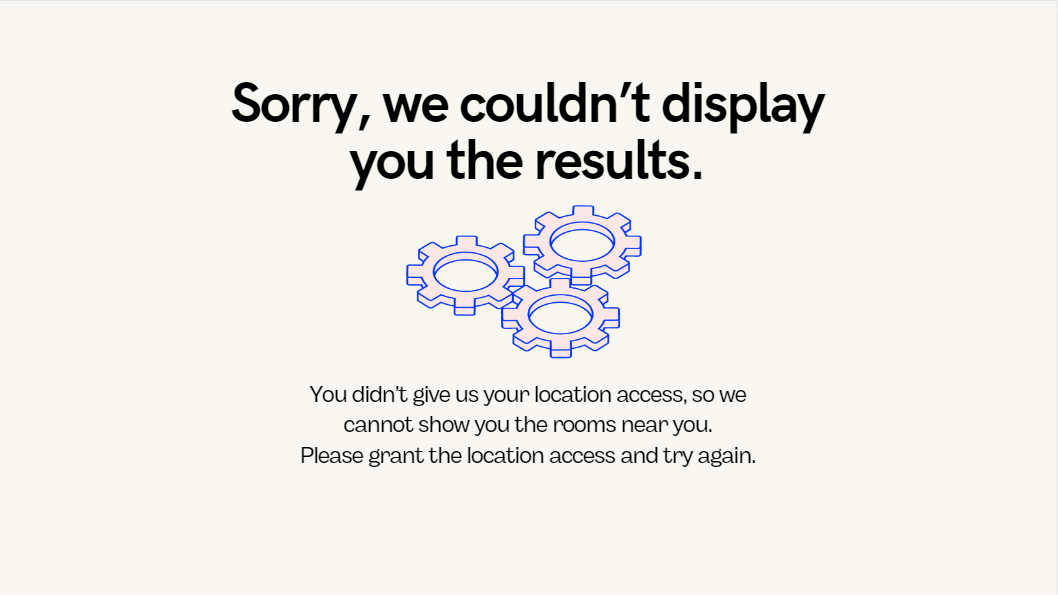 Sorry, we couldn’t display
you the results.
You didn’t give us your location access, so we
cannot show you the rooms near you.
Please grant the location access and try again.